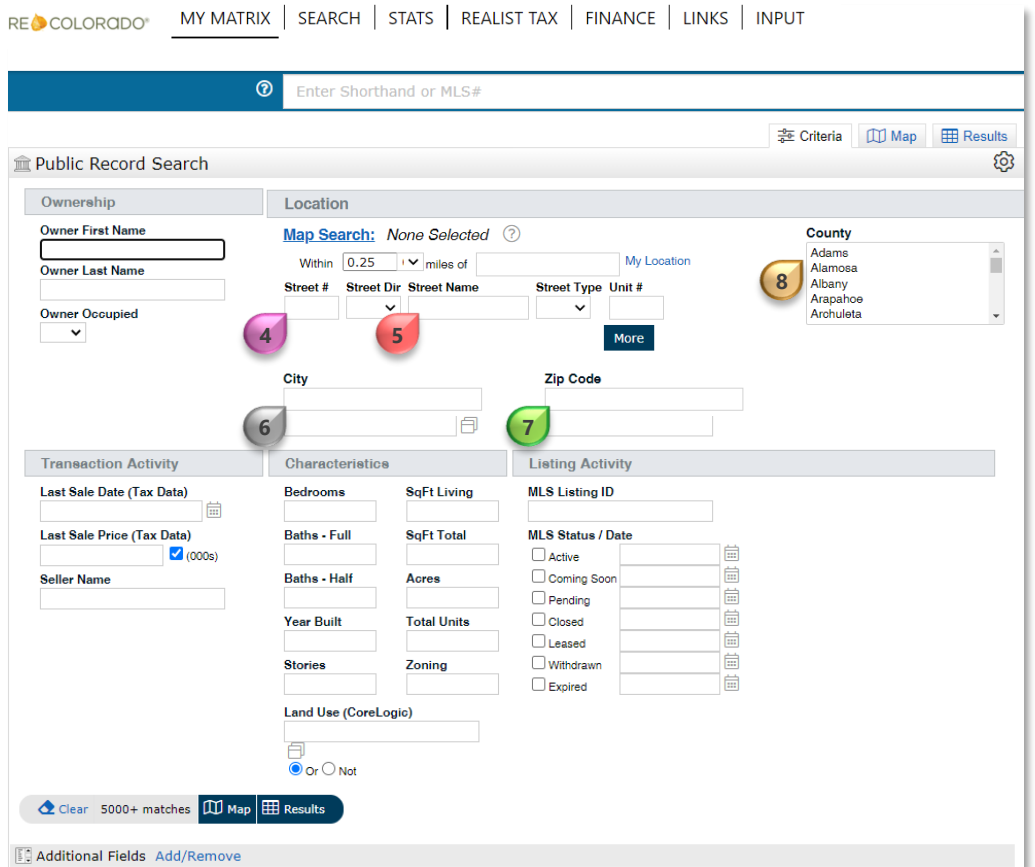 RECOLORADO® MY MATRIX SEARCH STATS REALIST TAX FINANCE LINKS INPUT
? Enter Shorthand or MLS#
Criteria Map Results
Public Record Search
Ownership
Owner First Name
Owner Last Name
Owner Occupied
Location
Map Search: None Selected ?
Within 0.25 miles of My Location
Street # Street Dir Street Name Street Type Unit #
4 5
More
County
Adams
Alamosa
Albany
Arapahoe
Archuleta
8
City Zip Code
6 7
Transaction Activity
Last Sale Date (Tax Data)
Last Sale Price (Tax Data)
(000s)
Seller Name
Characteristics
Bedrooms SqFt Living
Baths - Full SqFt Total
Baths - Half Acres
Year Built Total Units
Stories Zoning
Land Use (CoreLogic)
Or Not
Listing Activity
MLS Listing ID
MLS Status / Date
Active
Coming Soon
Pending
Closed
Leased
Withdrawn
Expired
Clear 5000+ matches Map Results
Additional Fields Add/Remove